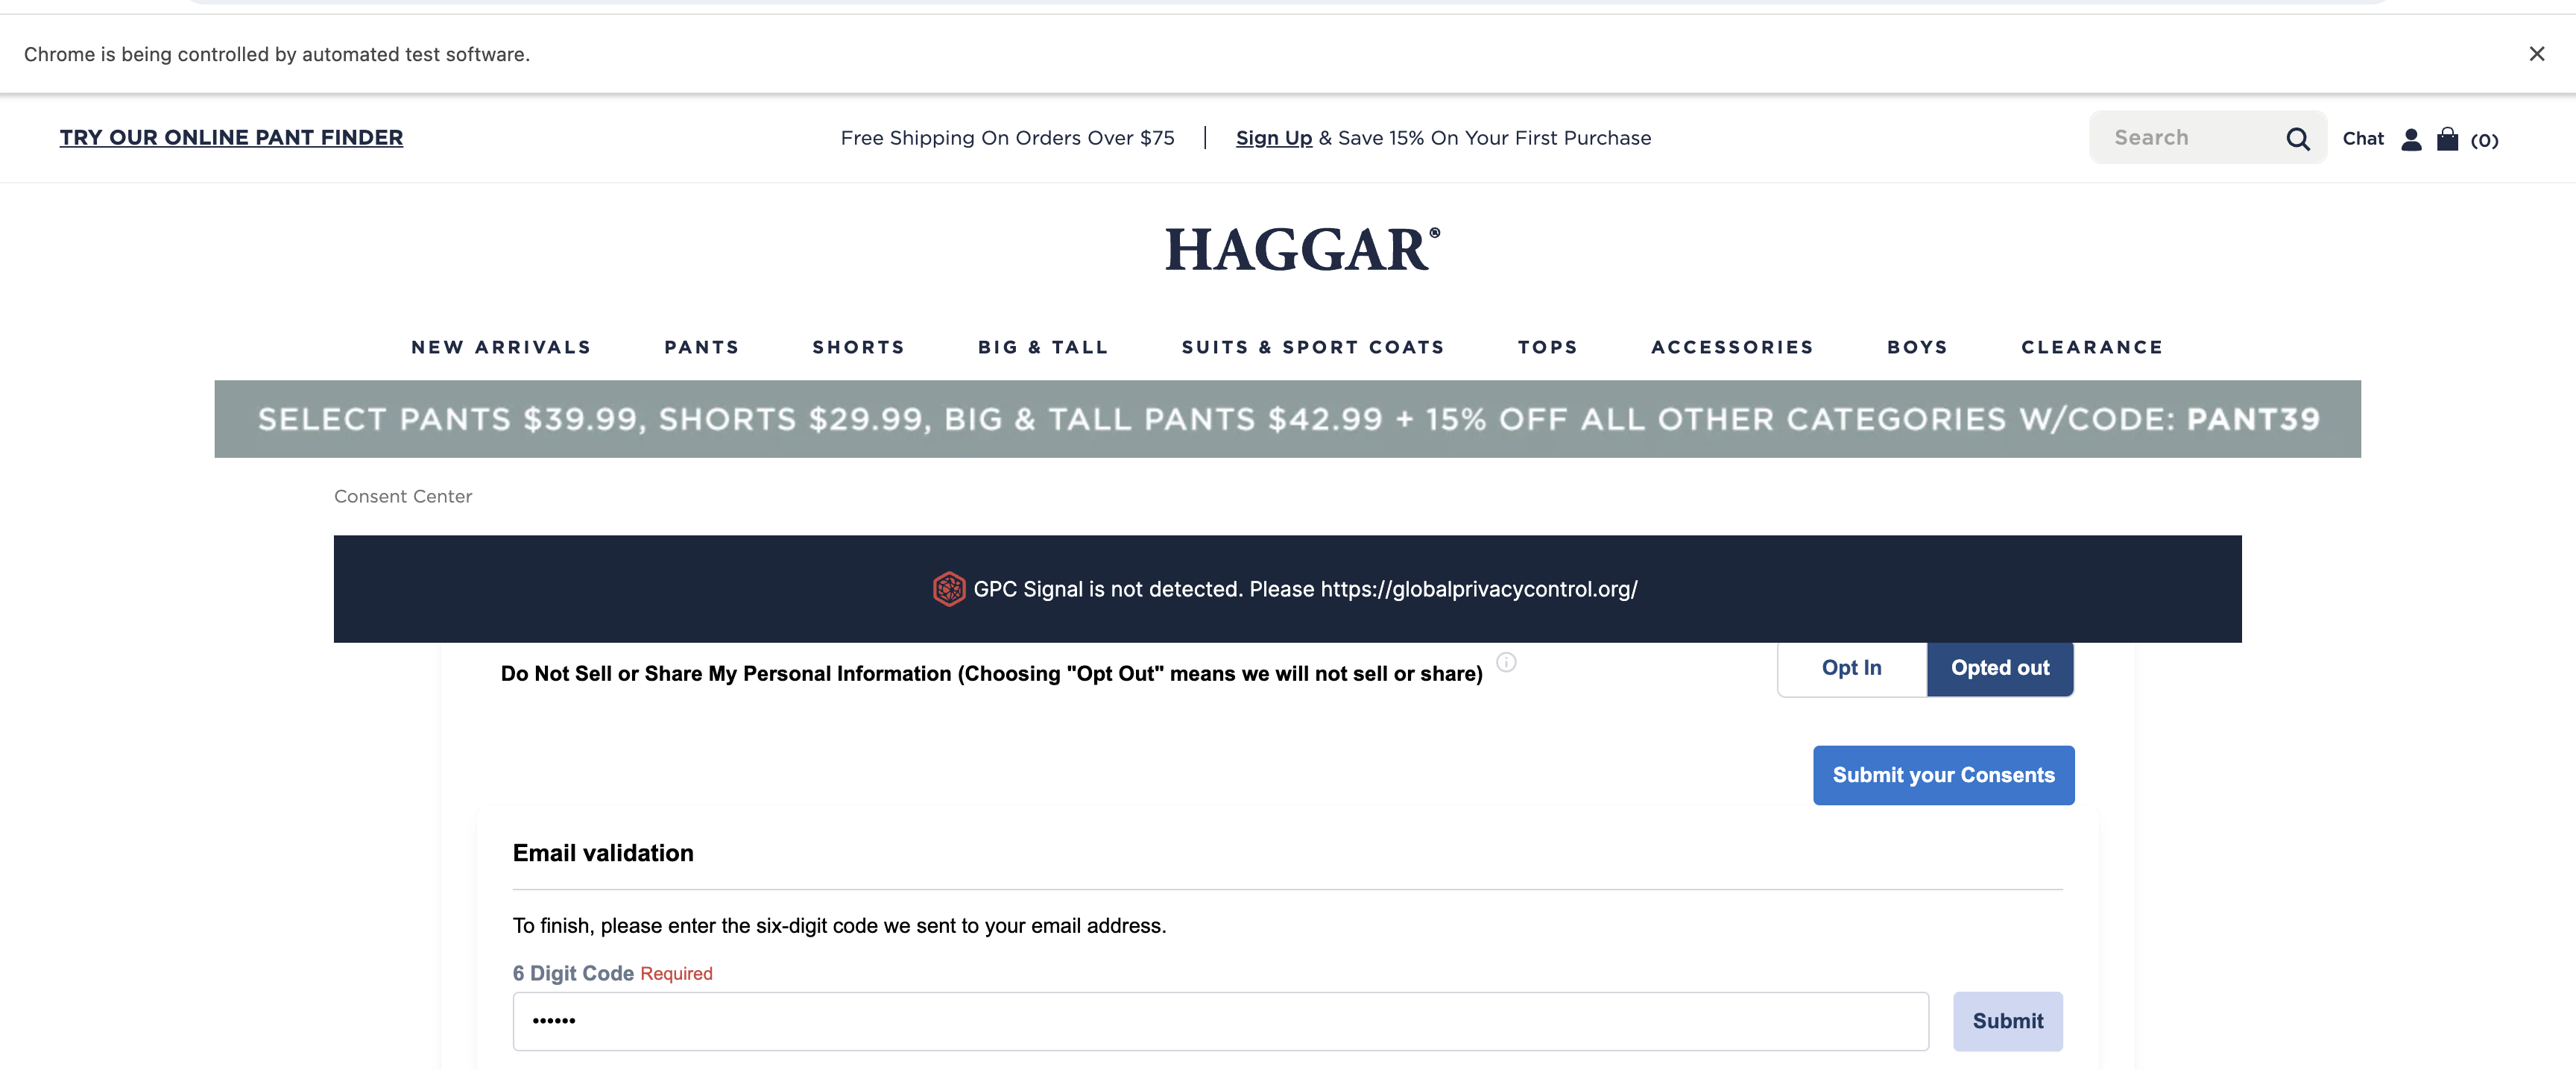 Chrome is being controlled by automated test software.
TRY OUR ONLINE PANT FINDER
Free Shipping On Orders Over $75 | Sign Up & Save 15% On Your First Purchase
Search
Chat
(0)
HAGGAR®
NEW ARRIVALS PANTS SHORTS BIG & TALL SUITS & SPORT COATS TOPS ACCESSORIES BOYS CLEARANCE
SELECT PANTS $39.99, SHORTS $29.99, BIG & TALL PANTS $42.99 + 15% OFF ALL OTHER CATEGORIES W/CODE: PANT39
Consent Center
GPC Signal is not detected. Please https://globalprivacycontrol.org/
Do Not Sell or Share My Personal Information (Choosing "Opt Out" means we will not sell or share)
Opt In
Opted out
Submit your Consents
Email validation
To finish, please enter the six-digit code we sent to your email address.
6 Digit Code Required
••••••
Submit